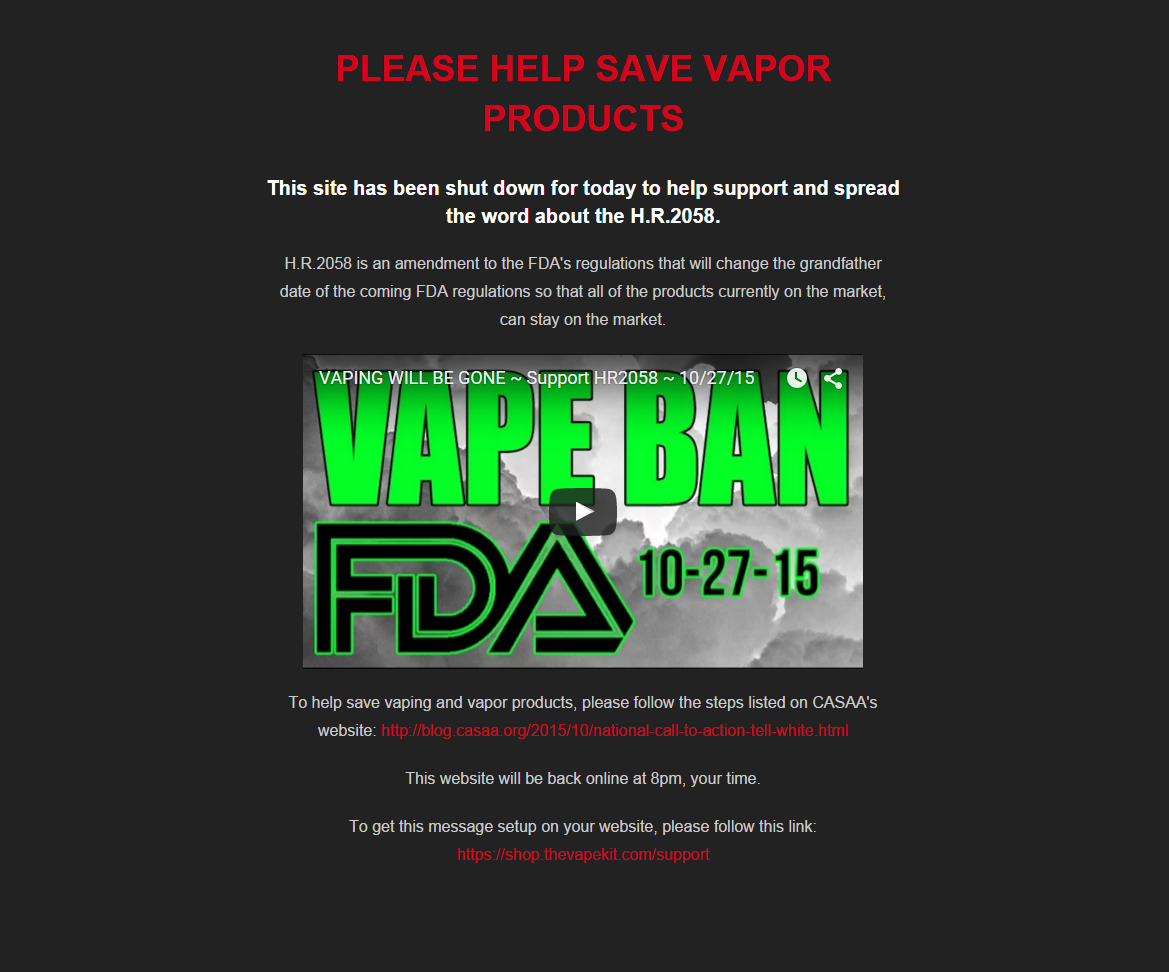 PLEASE HELP SAVE VAPOR
PRODUCTS
This site has been shut down for today to help support and spread
the word about the H.R.2058.
H.R.2058 is an amendment to the FDA's regulations that will change the grandfather
date of the coming FDA regulations so that all of the products currently on the market,
can stay on the market.
VAPING WILL BE GONE ~ Support HR2058 ~ 10/27/15
VAPE BAN
FDA 10-27-15
To help save vaping and vapor products, please follow the steps listed on CASAA's
website: http://blog.casaa.org/2015/10/national-call-to-action-tell-white.html
This website will be back online at 8pm, your time.
To get this message setup on your website, please follow this link:
https://shop.thevapekit.com/support